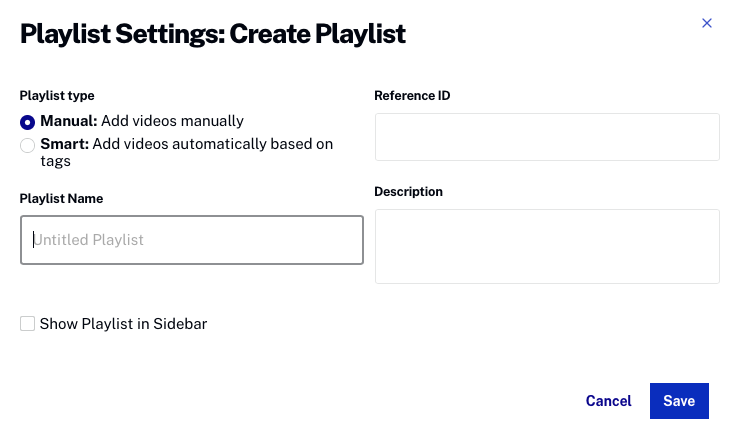 Playlist Settings: Create Playlist
Playlist type
Manual: Add videos manually
Smart: Add videos automatically based on
tags
Playlist Name
Untitled Playlist
Show Playlist in Sidebar
Reference ID
Description
Cancel
Save